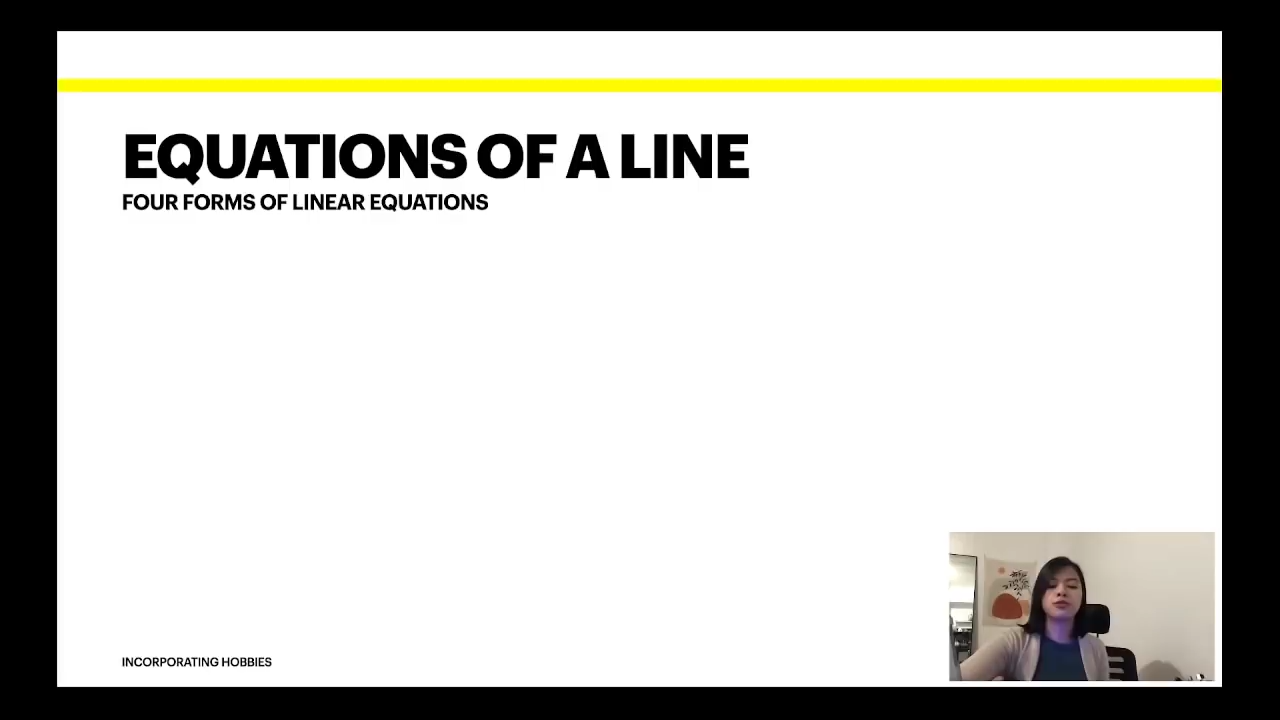 EQUATIONS OF A LINE
FOUR FORMS OF LINEAR EQUATIONS
INCORPORATING HOBBIES